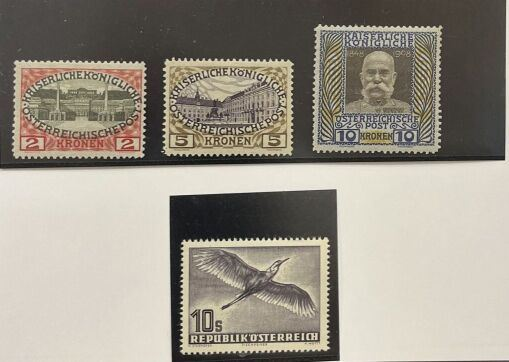 KAISERLICHE KÖNIGLICHE
ÖSTERREICHISCHE POST
2 KRONEN 2
KAISERLICHE KÖNIGLICHE
ÖSTERREICHISCHE POST
5 KRONEN 5
KAISERLICHE
KÖNIGLICHE
1848 1908
ÖSTERREICHISCHE
POST
10 KRONEN 10
10s
REPUBLIK ÖSTERREICH